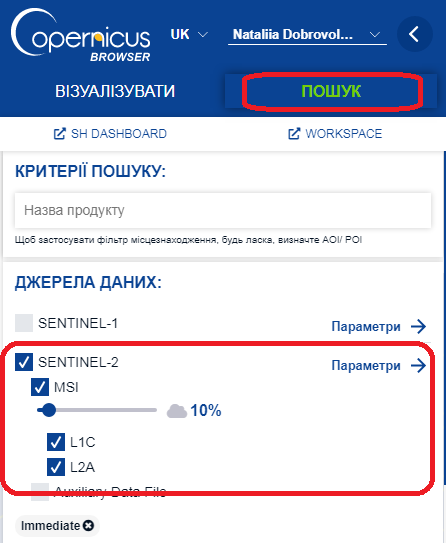 Copernicus
BROWSER
UK
Nataliia Dobrovol...
ВІЗУАЛІЗУВАТИ
ПОШУК
SH DASHBOARD
WORKSPACE
КРИТЕРІЇ ПОШУКУ:
Назва продукту
Щоб застосувати фільтр місцезнаходження, будь ласка, визначте AOI/ POI
ДЖЕРЕЛА ДАНИХ:
SENTINEL-1
Параметри
SENTINEL-2
Параметри
MSI
10%
L1C
L2A
Auxiliary Data File
Immediate